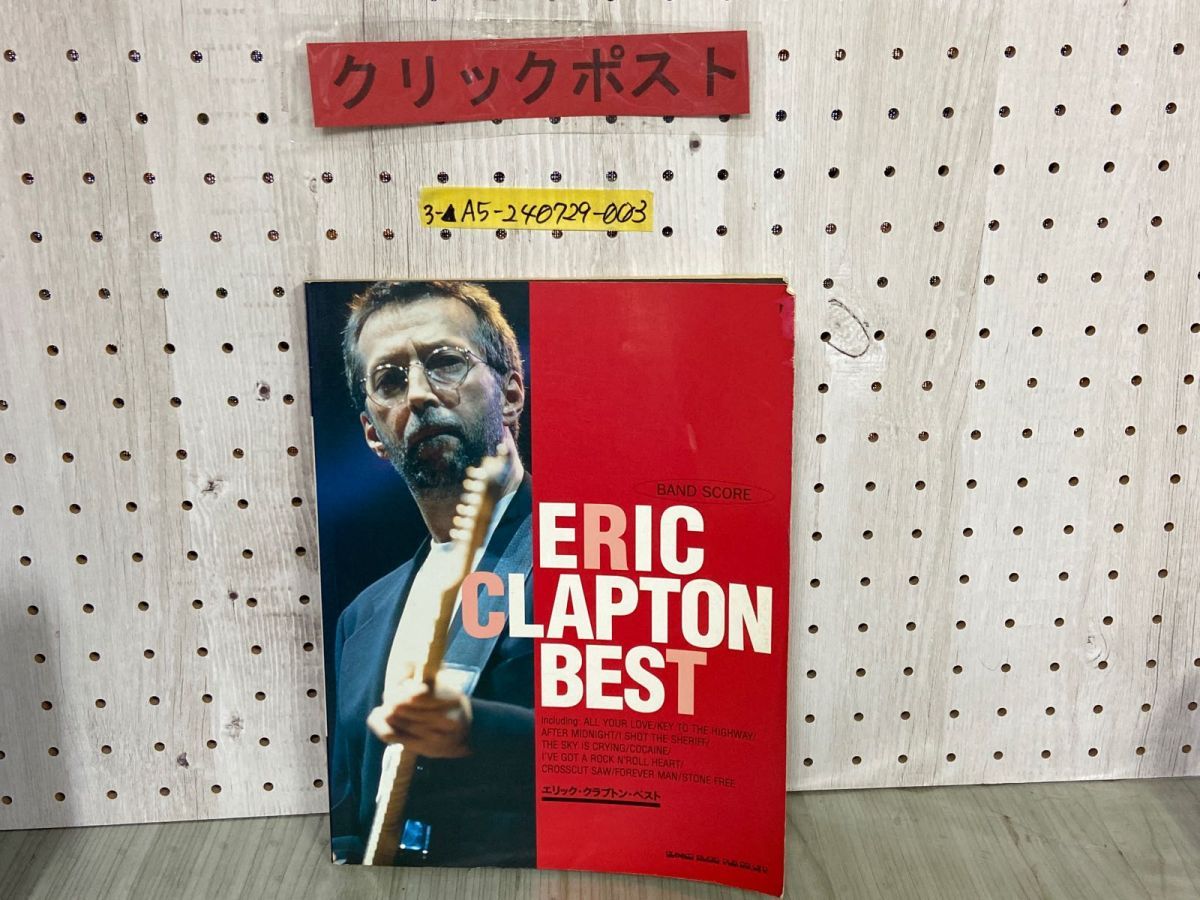 クリックポスト
3-▲A5-240729-003
BAND SCORE
ERIC
CLAPTON
BEST
including: ALL YOUR LOVE/KEY TO THE HIGHWAY/
AFTER MIDNIGHT/I SHOT THE SHERIFF/
THE SKY IS CRYING/COCAINE/
I'VE GOT A ROCK N'ROLL HEART/
CROSSCUT SAW/FOREVER MAN/STONE FREE
エリック・クラプトン・ベスト